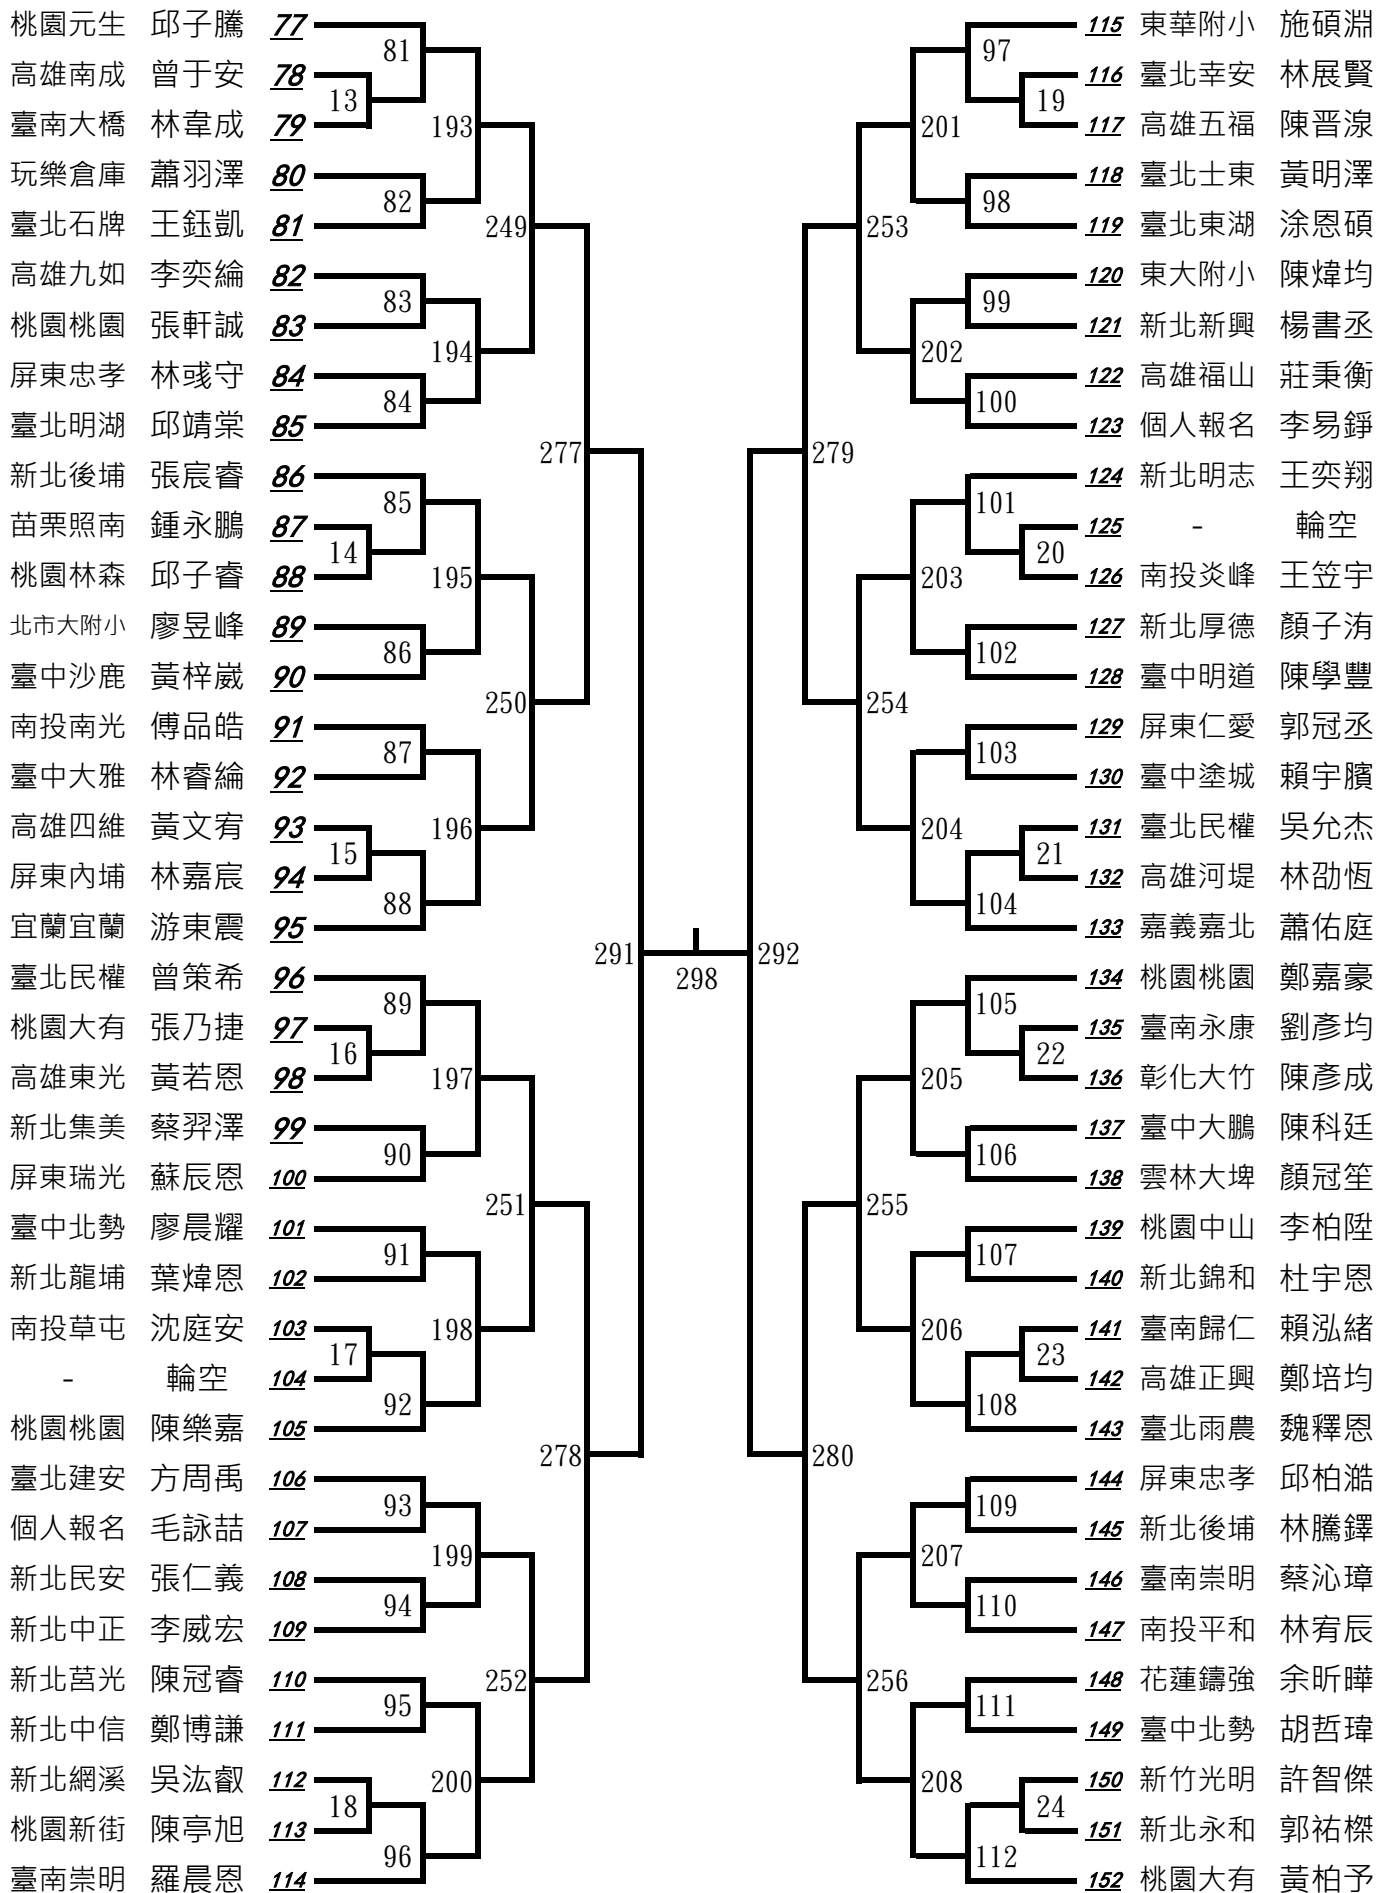 桃園元生 邱子騰 77
高雄南成 曾于安 78
臺南大橋 林韋成 79
玩樂倉庫 蕭羽澤 80
臺北石牌 王鈺凱 81
高雄九如 李奕綸 82
桃園桃園 張軒誠 83
屏東忠孝 林彧守 84
臺北明湖 邱靖棠 85
新北後埔 張宸睿 86
苗栗照南 鍾永鵬 87
桃園林森 邱子睿 88
北市大附小 廖昱峰 89
臺中沙鹿 黃梓崴 90
南投南光 傅品皓 91
臺中大雅 林睿綸 92
高雄四維 黃文宥 93
屏東內埔 林嘉宸 94
宜蘭宜蘭 游東震 95
臺北民權 曾策希 96
桃園大有 張乃捷 97
高雄東光 黃若恩 98
新北集美 蔡羿澤 99
屏東瑞光 蘇辰恩 100
臺中北勢 廖晨耀 101
新北龍埔 葉煒恩 102
南投草屯 沈庭安 103
- 輪空 104
桃園桃園 陳樂嘉 105
臺北建安 方周禹 106
個人報名 毛詠喆 107
新北民安 張仁義 108
新北中正 李威宏 109
新北莒光 陳冠睿 110
新北中信 鄭博謙 111
新北網溪 吳汯叡 112
桃園新街 陳亭旭 113
臺南崇明 羅晨恩 114
13
14
15
16
17
18
81
82
83
84
85
86
87
88
89
90
91
92
93
94
95
96
193
194
195
196
197
198
199
200
249
250
251
252
277
278
291
298
292
279
280
253
254
255
256
201
202
203
204
205
206
207
208
97
98
99
100
101
102
103
104
105
106
107
108
109
110
111
112
19
20
21
22
23
24
115 東華附小 施碩淵
116 臺北幸安 林展賢
117 高雄五福 陳晋湶
118 臺北士東 黃明澤
119 臺北東湖 涂恩碩
120 東大附小 陳煒均
121 新北新興 楊書丞
122 高雄福山 莊秉衡
123 個人報名 李易錚
124 新北明志 王奕翔
125 - 輪空
126 南投炎峰 王笠宇
127 新北厚德 顏子洧
128 臺中明道 陳學豐
129 屏東仁愛 郭冠丞
130 臺中塗城 賴宇臏
131 臺北民權 吳允杰
132 高雄河堤 林劭恆
133 嘉義嘉北 蕭佑庭
134 桃園桃園 鄭嘉豪
135 臺南永康 劉彥均
136 彰化大竹 陳彥成
137 臺中大鵬 陳科廷
138 雲林大埤 顏冠笙
139 桃園中山 李柏陞
140 新北錦和 杜宇恩
141 臺南歸仁 賴泓緒
142 高雄正興 鄭培均
143 臺北雨農 魏釋恩
144 屏東忠孝 邱柏澔
145 新北後埔 林騰鐸
146 臺南崇明 蔡沁璋
147 南投平和 林宥辰
148 花蓮鑄強 余昕曄
149 臺中北勢 胡哲瑋
150 新竹光明 許智傑
151 新北永和 郭祐榤
152 桃園大有 黃柏予